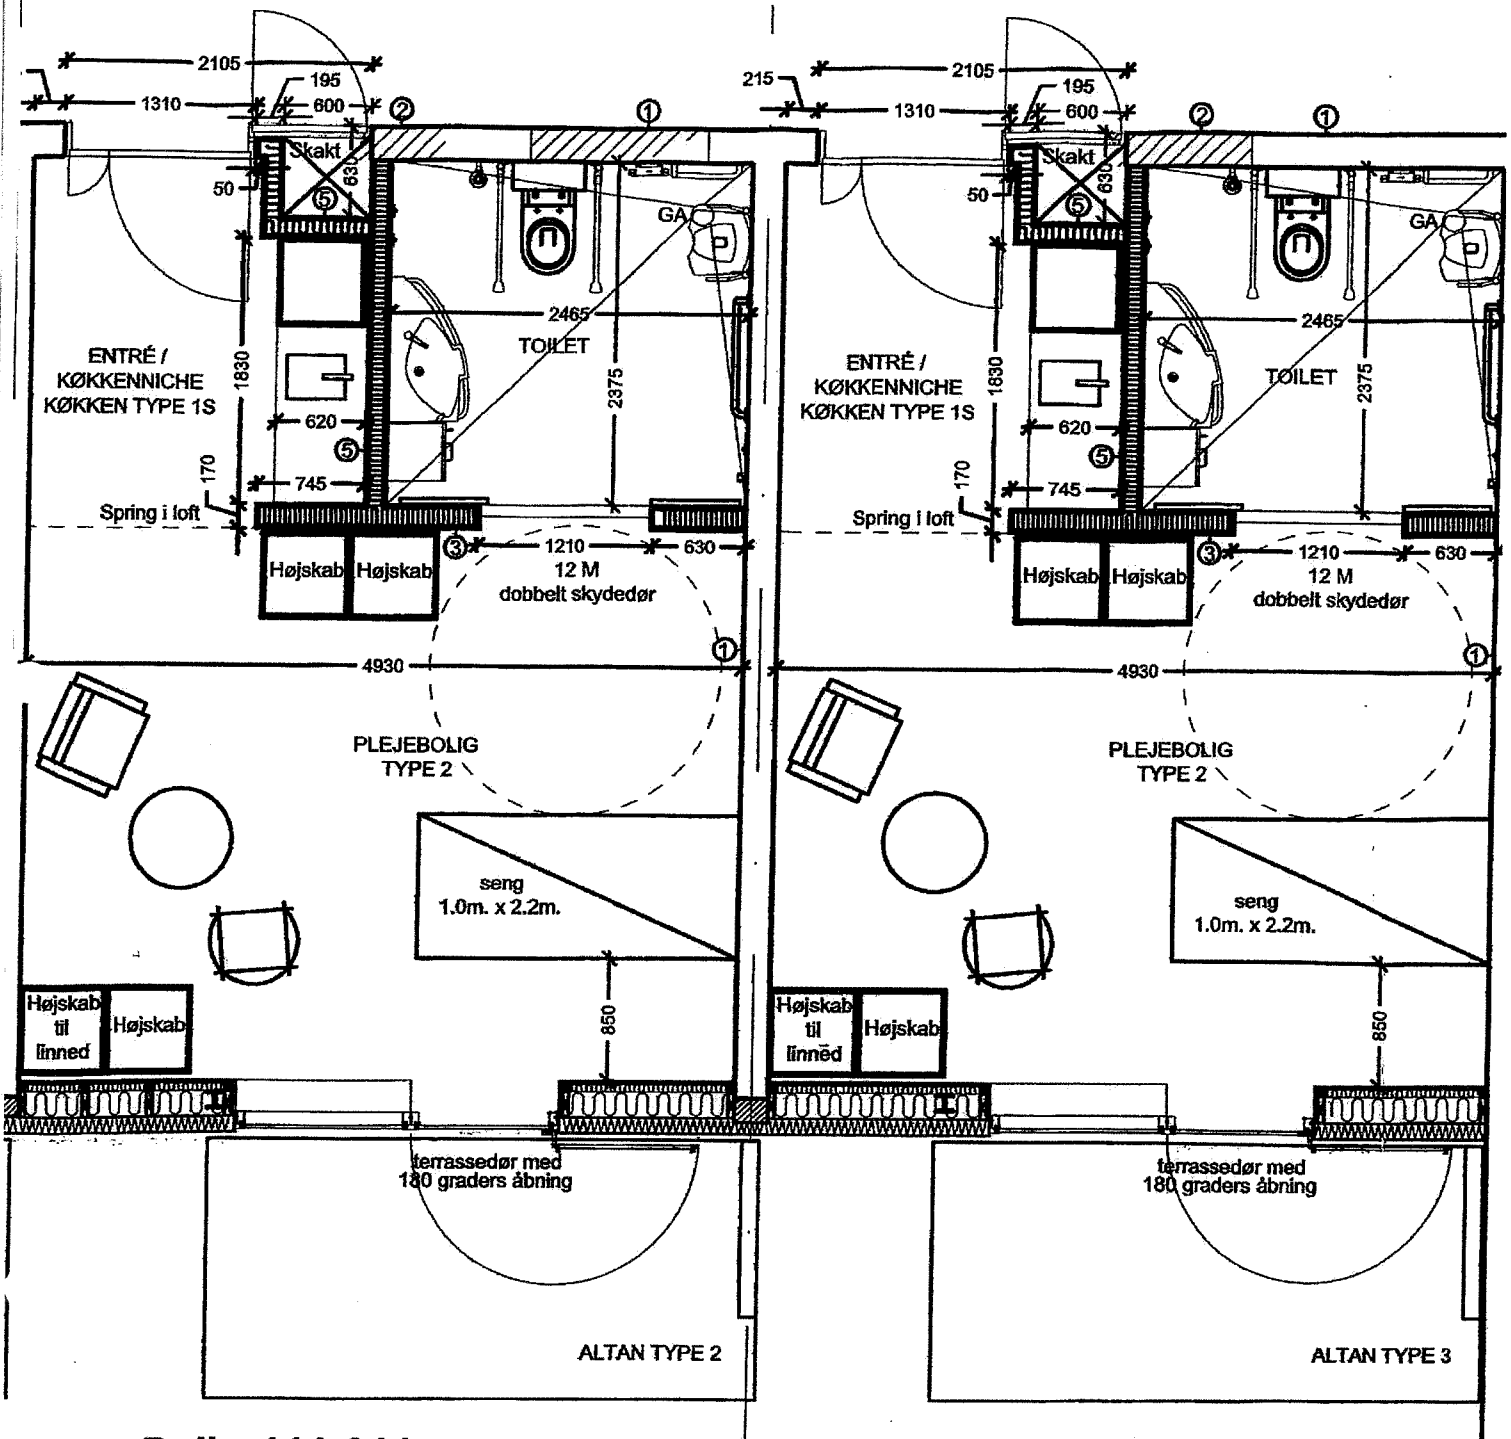 2105
195
1310
600
2
1
Skakt
630
50
5
GA
2465
TOILET
2375
ENTRÉ /
KØKKENNICHE
KØKKEN TYPE 1S
1830
620
5
170
745
Spring i loft
3
1210
630
12 M
dobbelt skydedør
Højskab
Højskab
1
4930
PLEJEBOLIG
TYPE 2
seng
1.0m. x 2.2m.
850
Højskab
til
linned
Højskab
terrassedør med
180 graders åbning
ALTAN TYPE 2
215
2105
195
1310
600
2
1
Skakt
630
50
5
GA
2465
TOILET
2375
ENTRÉ /
KØKKENNICHE
KØKKEN TYPE 1S
1830
620
5
170
745
Spring i loft
3
1210
630
12 M
dobbelt skydedør
Højskab
Højskab
1
4930
PLEJEBOLIG
TYPE 2
seng
1.0m. x 2.2m.
850
Højskab
til
linned
Højskab
terrassedør med
180 graders åbning
ALTAN TYPE 3